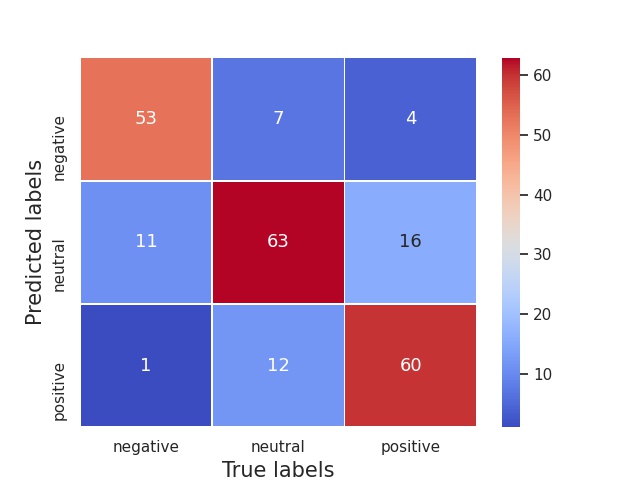 Predicted labels
negative
53 7 4
neutral
11 63 16
positive
1 12 60
negative neutral positive
True labels
60
50
40
30
20
10